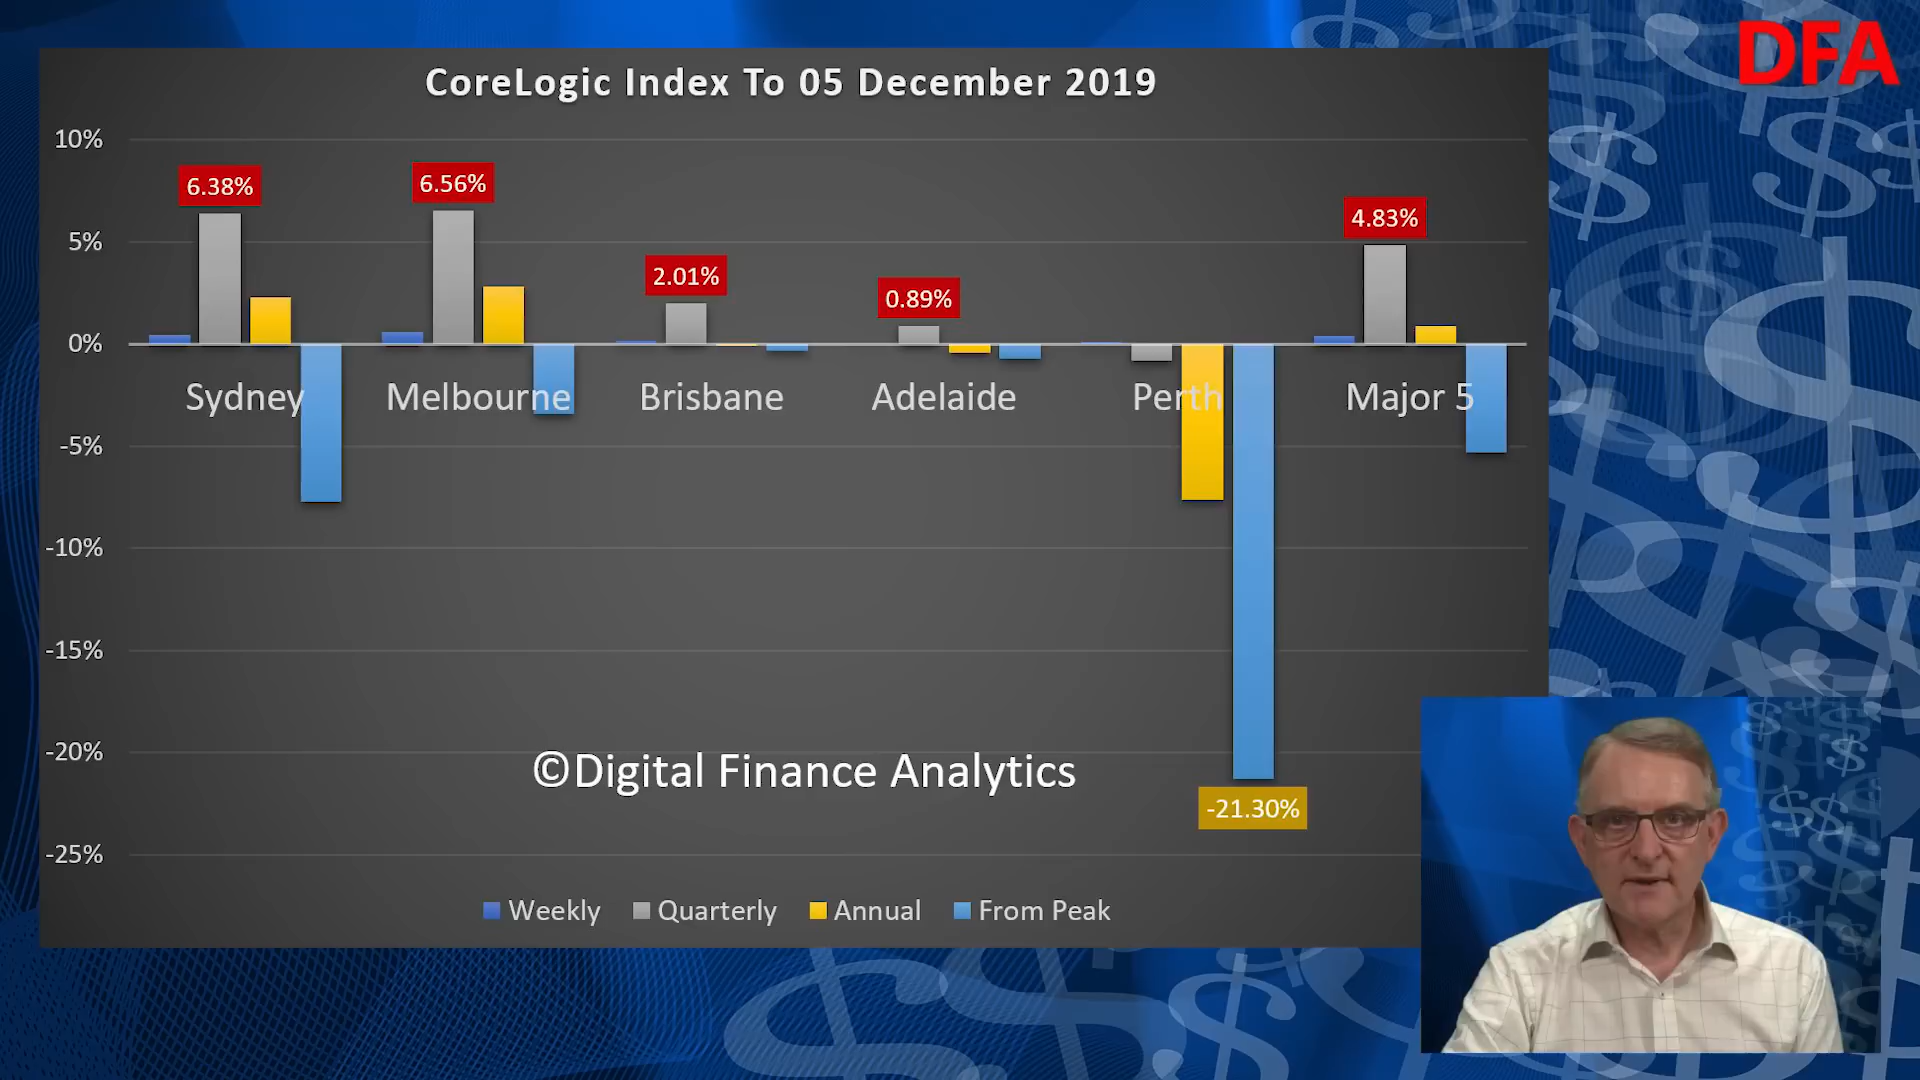 DFA
CoreLogic Index To 05 December 2019
10%
5%
0%
-5%
-10%
-15%
-20%
-25%
6.38%
6.56%
2.01%
0.89%
4.83%
-21.30%
Sydney
Melbourne
Brisbane
Adelaide
Perth
Major 5
©Digital Finance Analytics
Weekly
Quarterly
Annual
From Peak